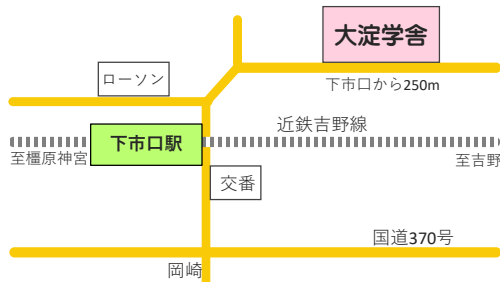 大淀学舎
ローソン
下市口から250m
近鉄吉野線
下市口駅
至橿原神宮
至吉野
交番
国道370号
岡崎